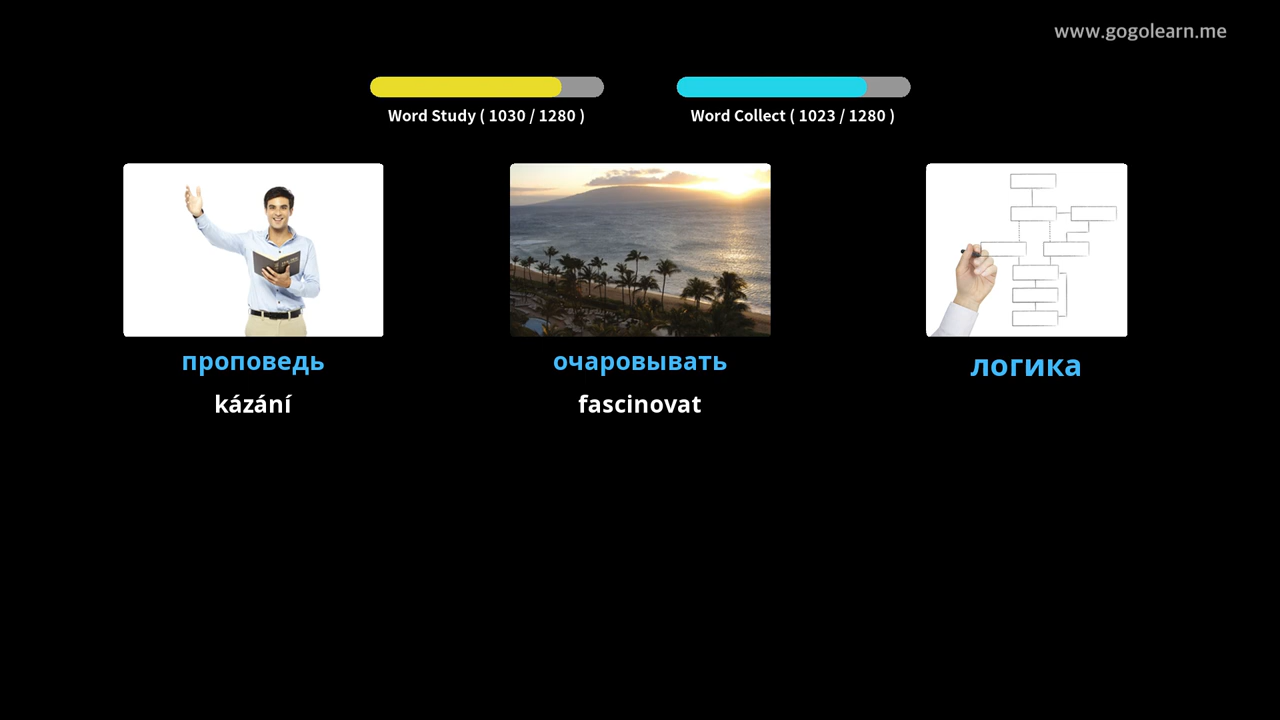 www.gogolearn.me
Word Study ( 1030 / 1280 )
Word Collect ( 1023 / 1280 )
проповедь
kázání
очаровывать
fascinovat
логика